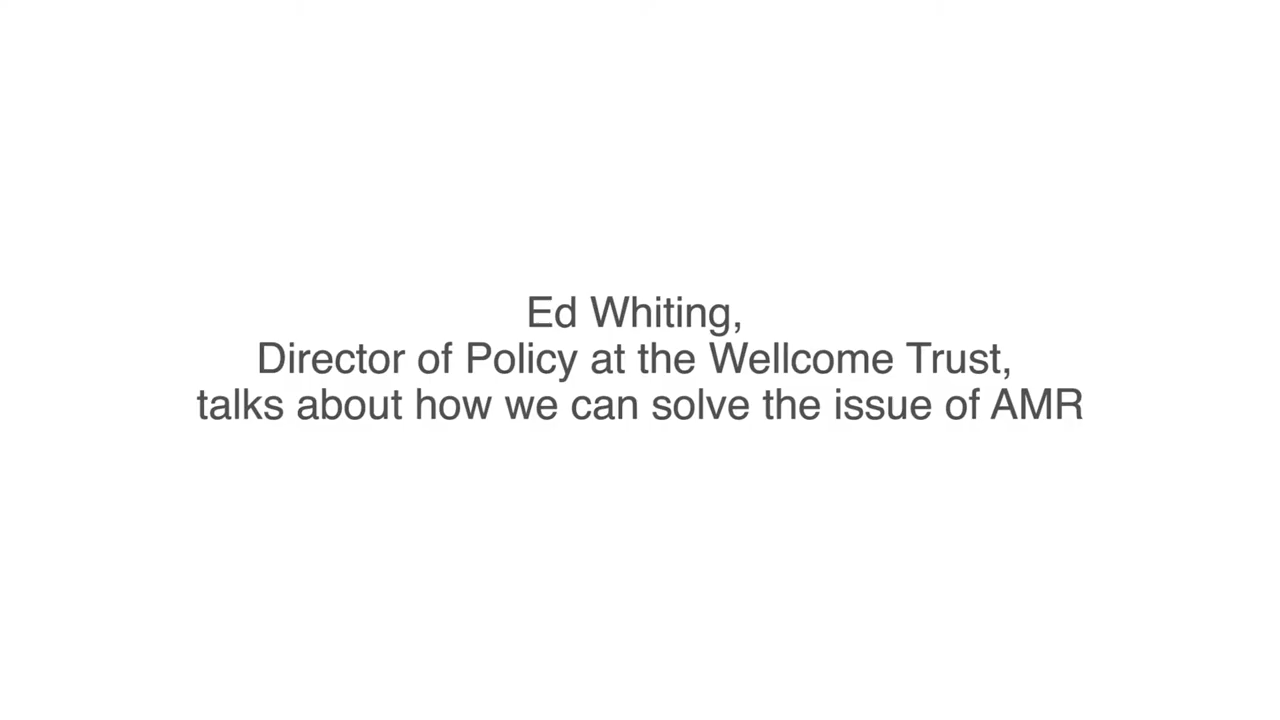 Ed Whiting,
Director of Policy at the Wellcome Trust,
talks about how we can solve the issue of AMR